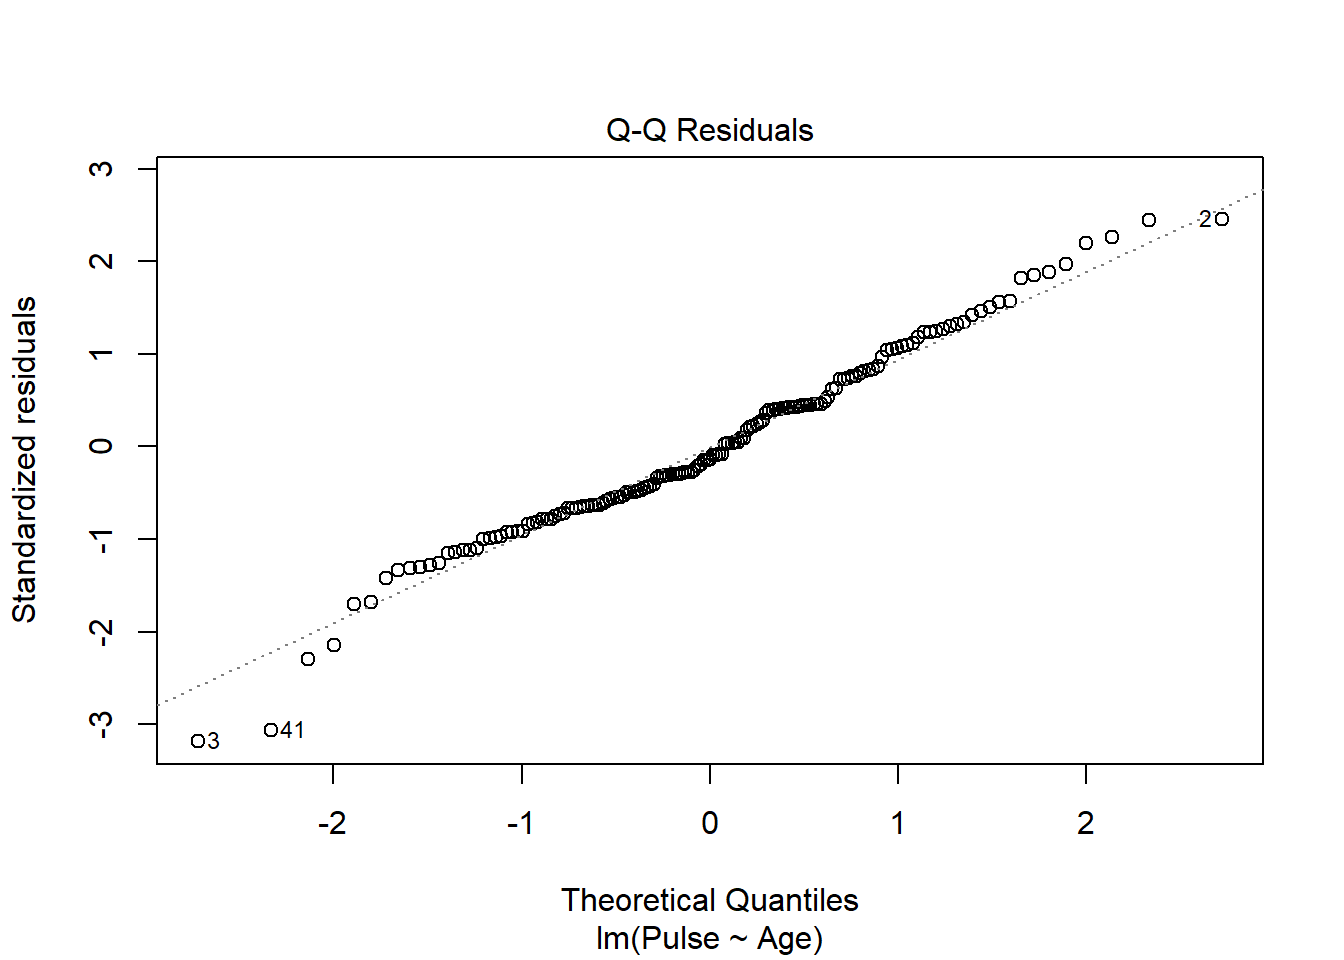 Q-Q Residuals
Standardized residuals
3
2
1
0
-1
-2
-3
2
3
41
-2 -1 0 1 2
Theoretical Quantiles
lm(Pulse ~ Age)